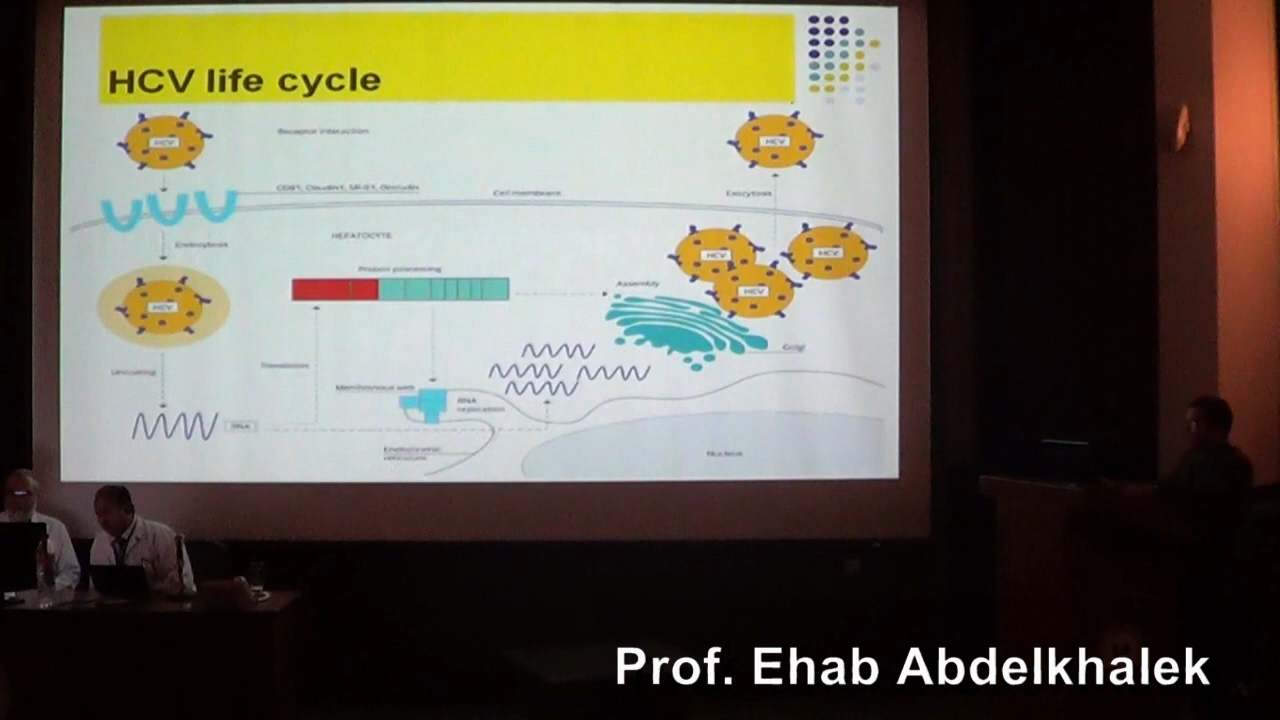 HCV life cycle
HCV
Receptor interaction
HCV
CD81, Claudin1, SR-B1, Occludin
Cell membrane
Exocytosis
Endocytosis
HEPATOCYTE
HCV
HCV
Protein processing
Assembly
HCV
HCV
Golgi
Uncoating
Translation
Membranous web
RNA
replication
RNA
Endoplasmic
reticulum
Nucleus
Prof. Ehab Abdelkhalek